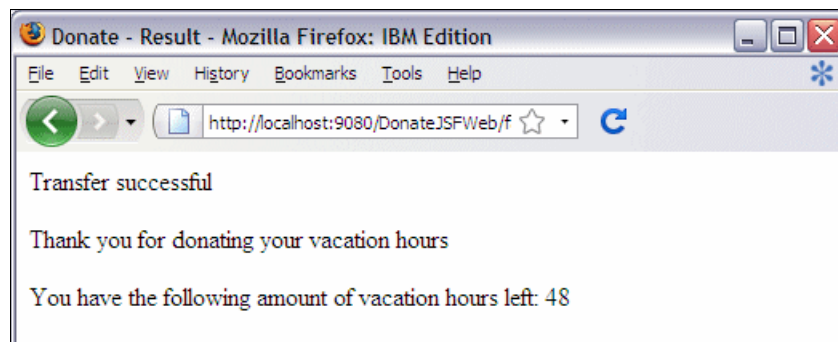 Donate - Result - Mozilla Firefox: IBM Edition
File Edit View History Bookmarks Tools Help
http://localhost:9080/DonateJSFWeb/f
Transfer successful
Thank you for donating your vacation hours
You have the following amount of vacation hours left: 48